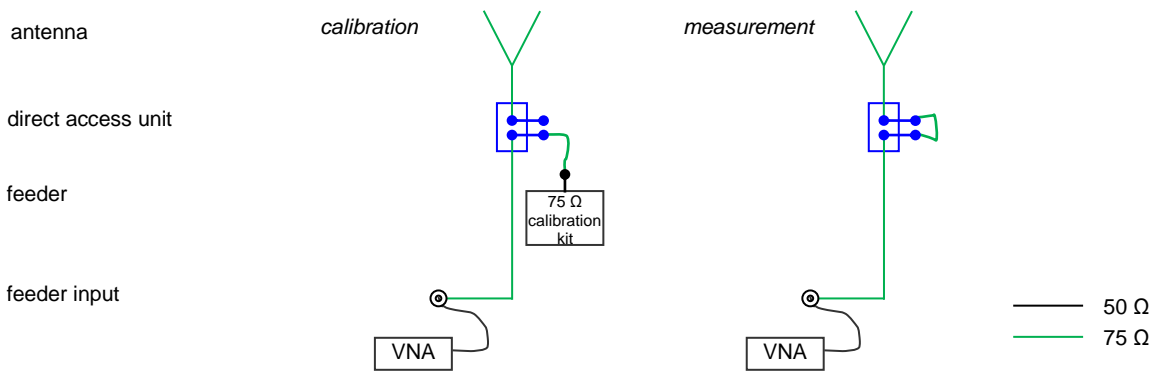 antenna
calibration
measurement
direct access unit
feeder
75 Ω
calibration
kit
feeder input
50 Ω
75 Ω
VNA
VNA